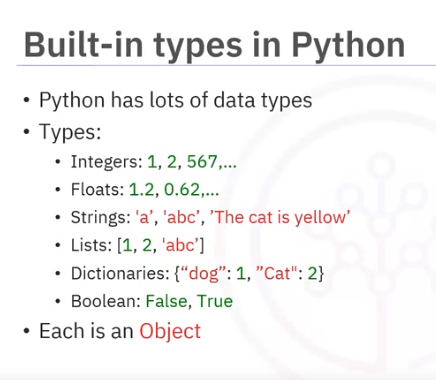 Built-in types in Python
• Python has lots of data types
• Types:
• Integers: 1, 2, 567,...
• Floats: 1.2, 0.62,...
• Strings: 'a’, 'abc’, ’The cat is yellow’
• Lists: [1, 2, 'abc’]
• Dictionaries: {“dog”: 1, ”Cat": 2}
• Boolean: False, True
• Each is an Object